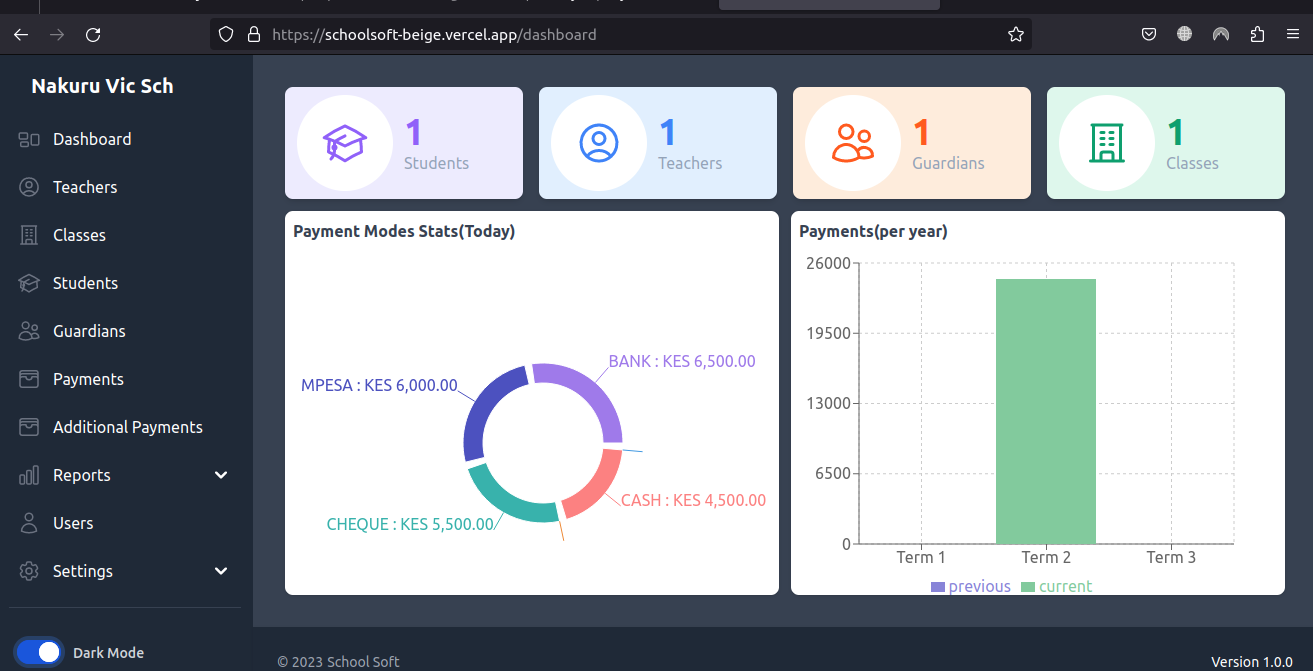 https://schoolsoft-beige.vercel.app/dashboard
Nakuru Vic Sch
Dashboard
Teachers
Classes
Students
Guardians
Payments
Additional Payments
Reports
Users
Settings
Dark Mode
1
Students
1
Teachers
1
Guardians
1
Classes
Payment Modes Stats(Today)
BANK : KES 6,500.00
MPESA : KES 6,000.00
CASH : KES 4,500.00
CHEQUE : KES 5,500.00
Payments(per year)
26000
19500
13000
6500
0
Term 1 Term 2 Term 3
previous current
© 2023 School Soft
Version 1.0.0